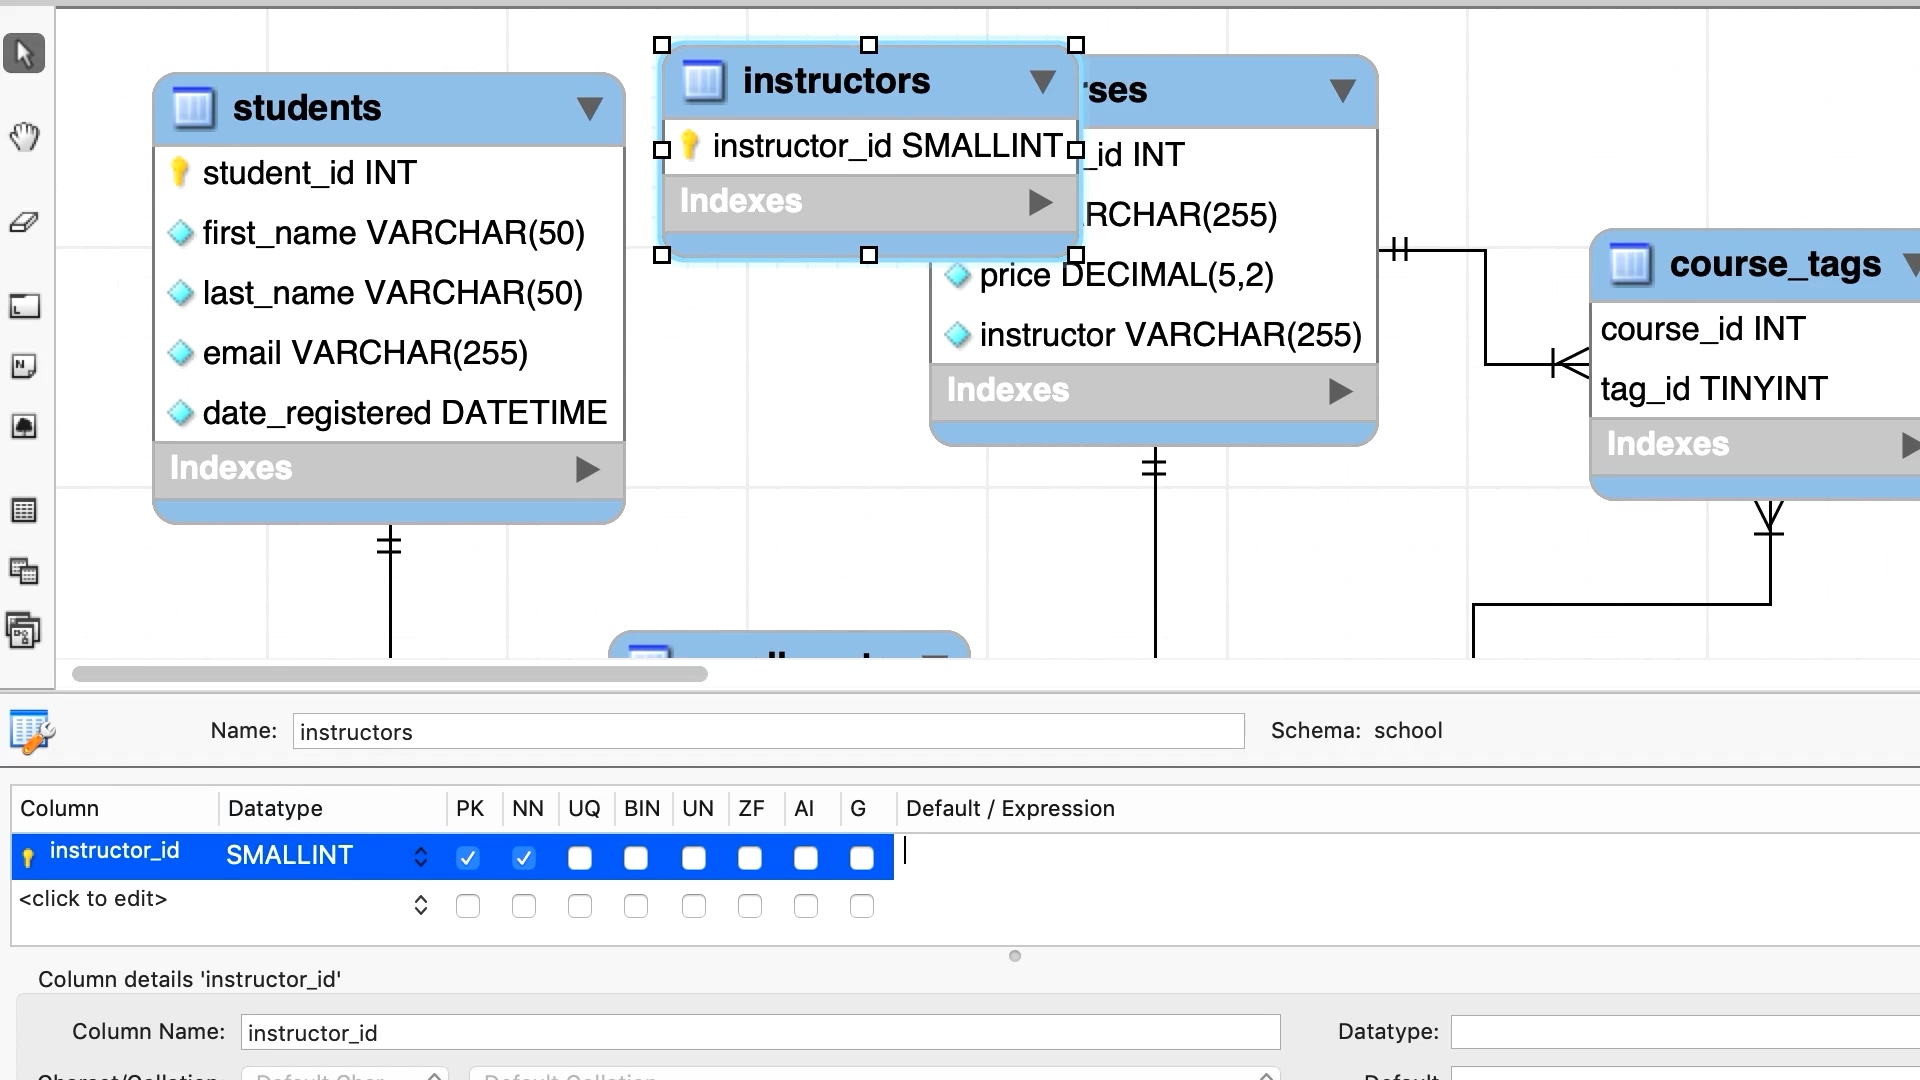 students
student_id INT
first_name VARCHAR(50)
last_name VARCHAR(50)
email VARCHAR(255)
date_registered DATETIME
Indexes
instructors
instructor_id SMALLINT
Indexes
rses
_id INT
RCHAR(255)
price DECIMAL(5,2)
instructor VARCHAR(255)
Indexes
course_tags
course_id INT
tag_id TINYINT
Indexes
Name: instructors Schema: school
Column Datatype PK NN UQ BIN UN ZF AI G Default / Expression
instructor_id SMALLINT
<click to edit>
Column details 'instructor_id'
Column Name: instructor_id Datatype: